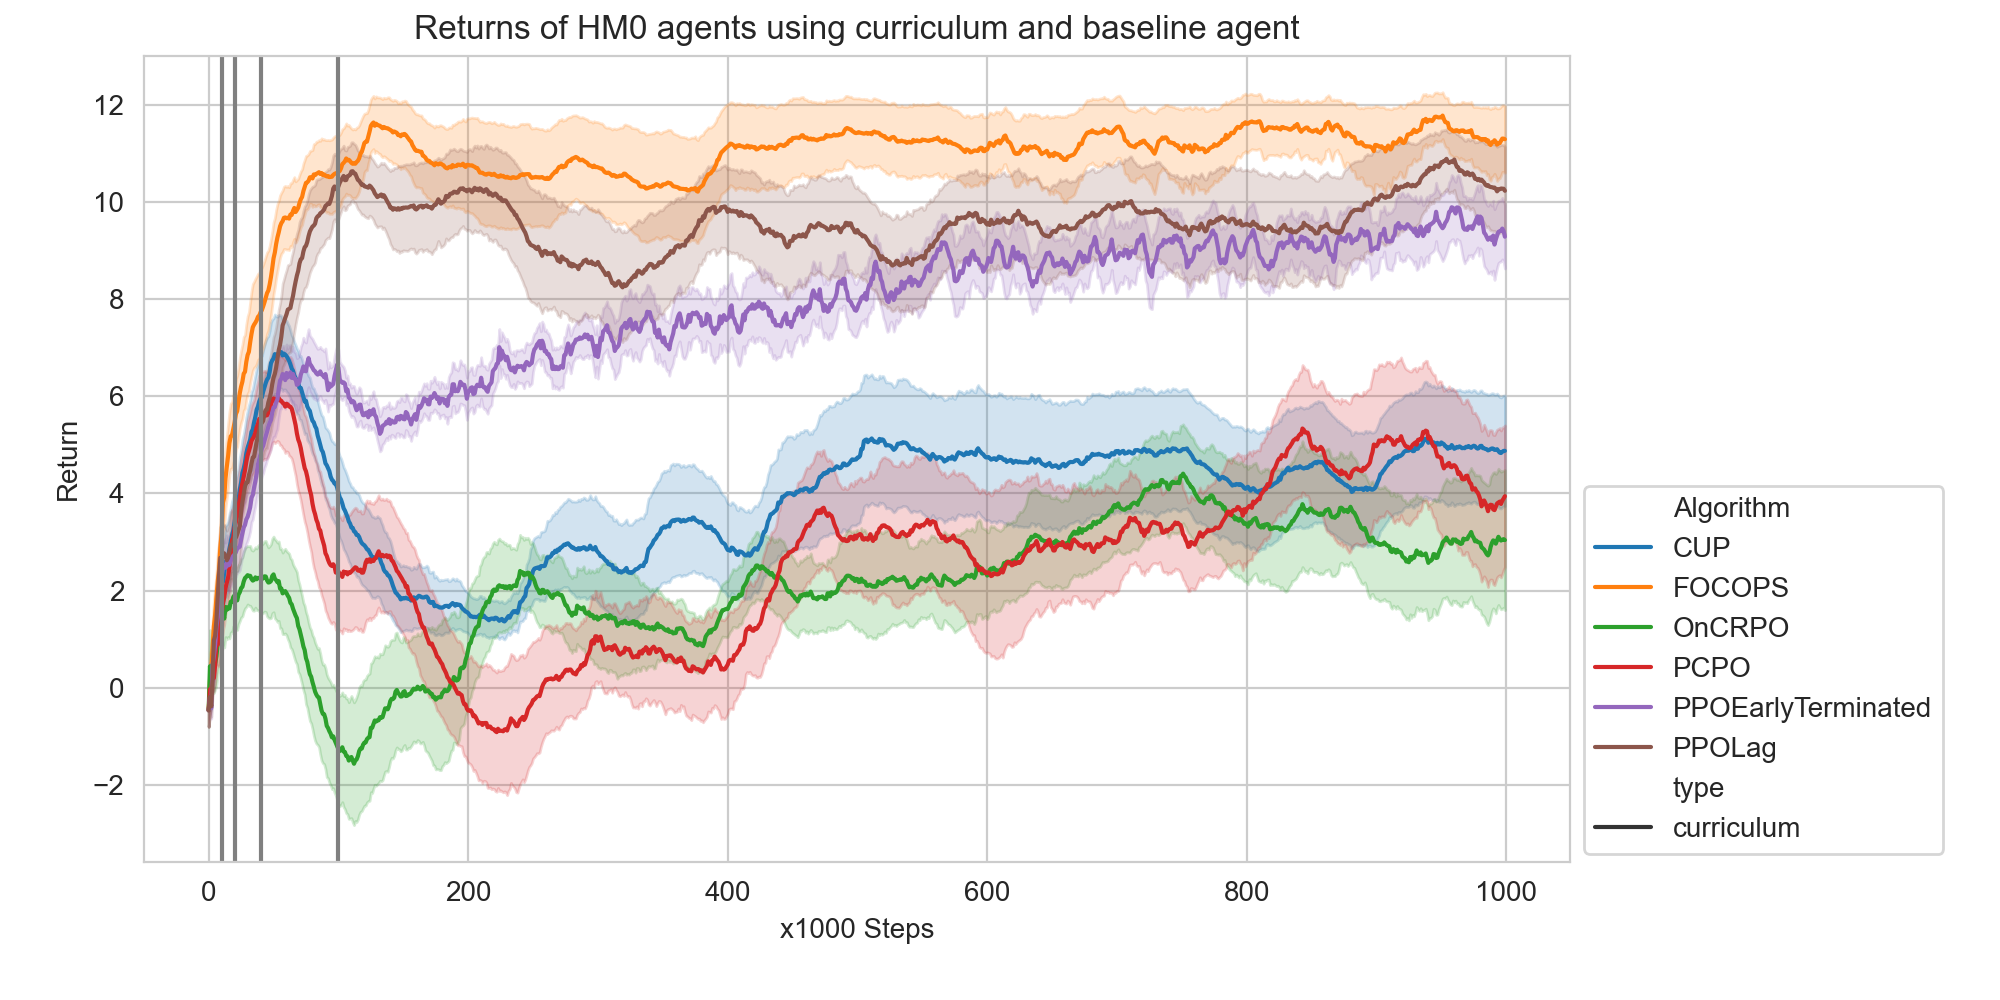 Returns of HM0 agents using curriculum and baseline agent
12
10
8
6
4
2
0
−2
Return
0
200
400
600
800
1000
x1000 Steps
Algorithm
CUP
FOCOPS
OnCRPO
PCPO
PPOEarlyTerminated
PPOLag
type
curriculum